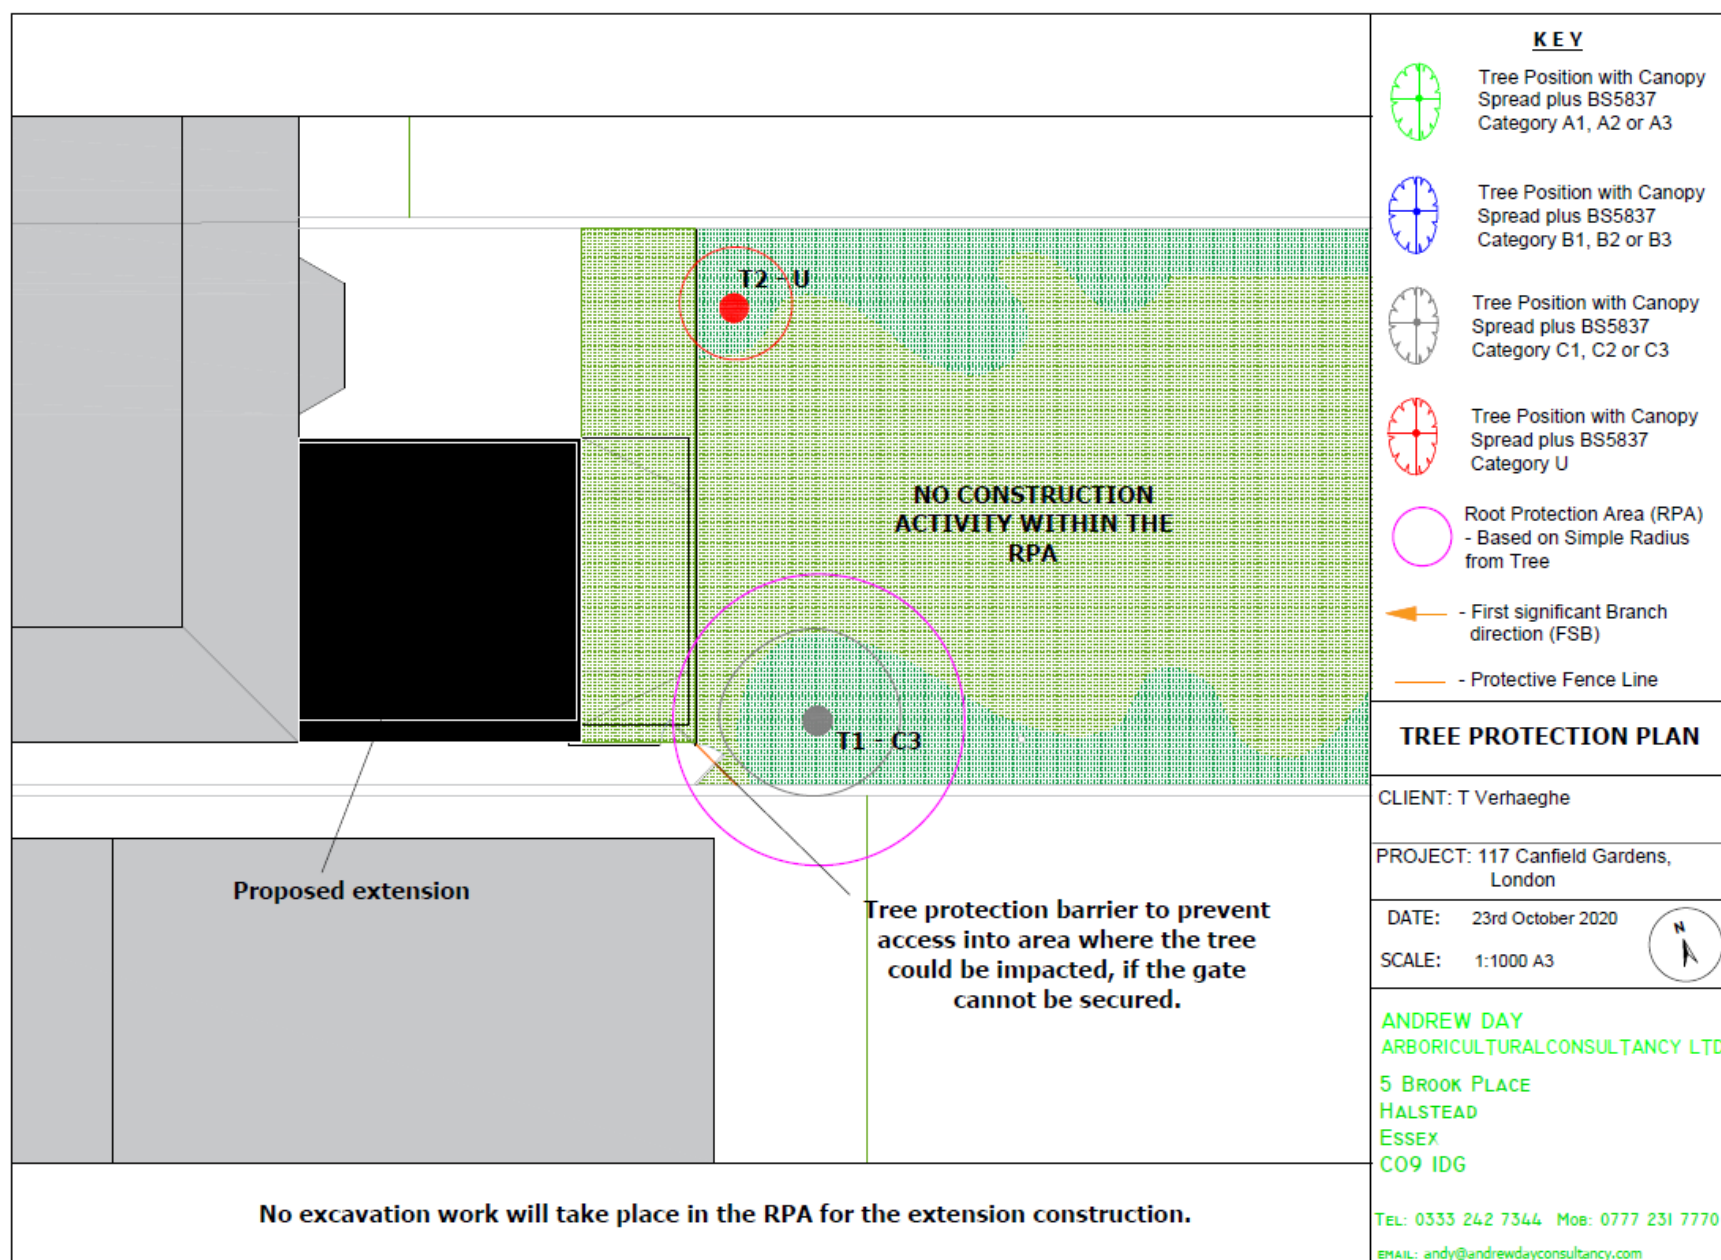 T2 - U
NO CONSTRUCTION
ACTIVITY WITHIN THE
RPA
T1 - C3
Proposed extension
Tree protection barrier to prevent
access into area where the tree
could be impacted, if the gate
cannot be secured.
No excavation work will take place in the RPA for the extension construction.
KEY
Tree Position with Canopy
Spread plus BS5837
Category A1, A2 or A3
Tree Position with Canopy
Spread plus BS5837
Category B1, B2 or B3
Tree Position with Canopy
Spread plus BS5837
Category C1, C2 or C3
Tree Position with Canopy
Spread plus BS5837
Category U
Root Protection Area (RPA)
- Based on Simple Radius
from Tree
- First significant Branch
direction (FSB)
- Protective Fence Line
TREE PROTECTION PLAN
CLIENT: T Verhaeghe
PROJECT: 117 Canfield Gardens,
London
DATE: 23rd October 2020
SCALE: 1:1000 A3
N
ANDREW DAY
ARBORICULTURALCONSULTANCY LTD
5 BROOK PLACE
HALSTEAD
ESSEX
CO9 1DG
TEL: 0333 242 7344 MOB: 0777 231 7770
EMAIL: andy@andrewdayconsultancy.com